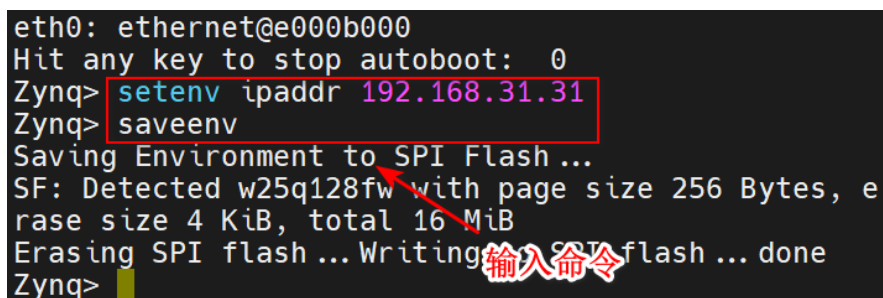 eth0: ethernet@e000b000
Hit any key to stop autoboot:  0
Zynq> setenv ipaddr 192.168.31.31
Zynq> saveenv
Saving Environment to SPI Flash...
SF: Detected w25q128fw with page size 256 Bytes, e
rase size 4 KiB, total 16 MiB
Erasing SPI flash...Writing to SPI flash...done
输入命令
Zynq>